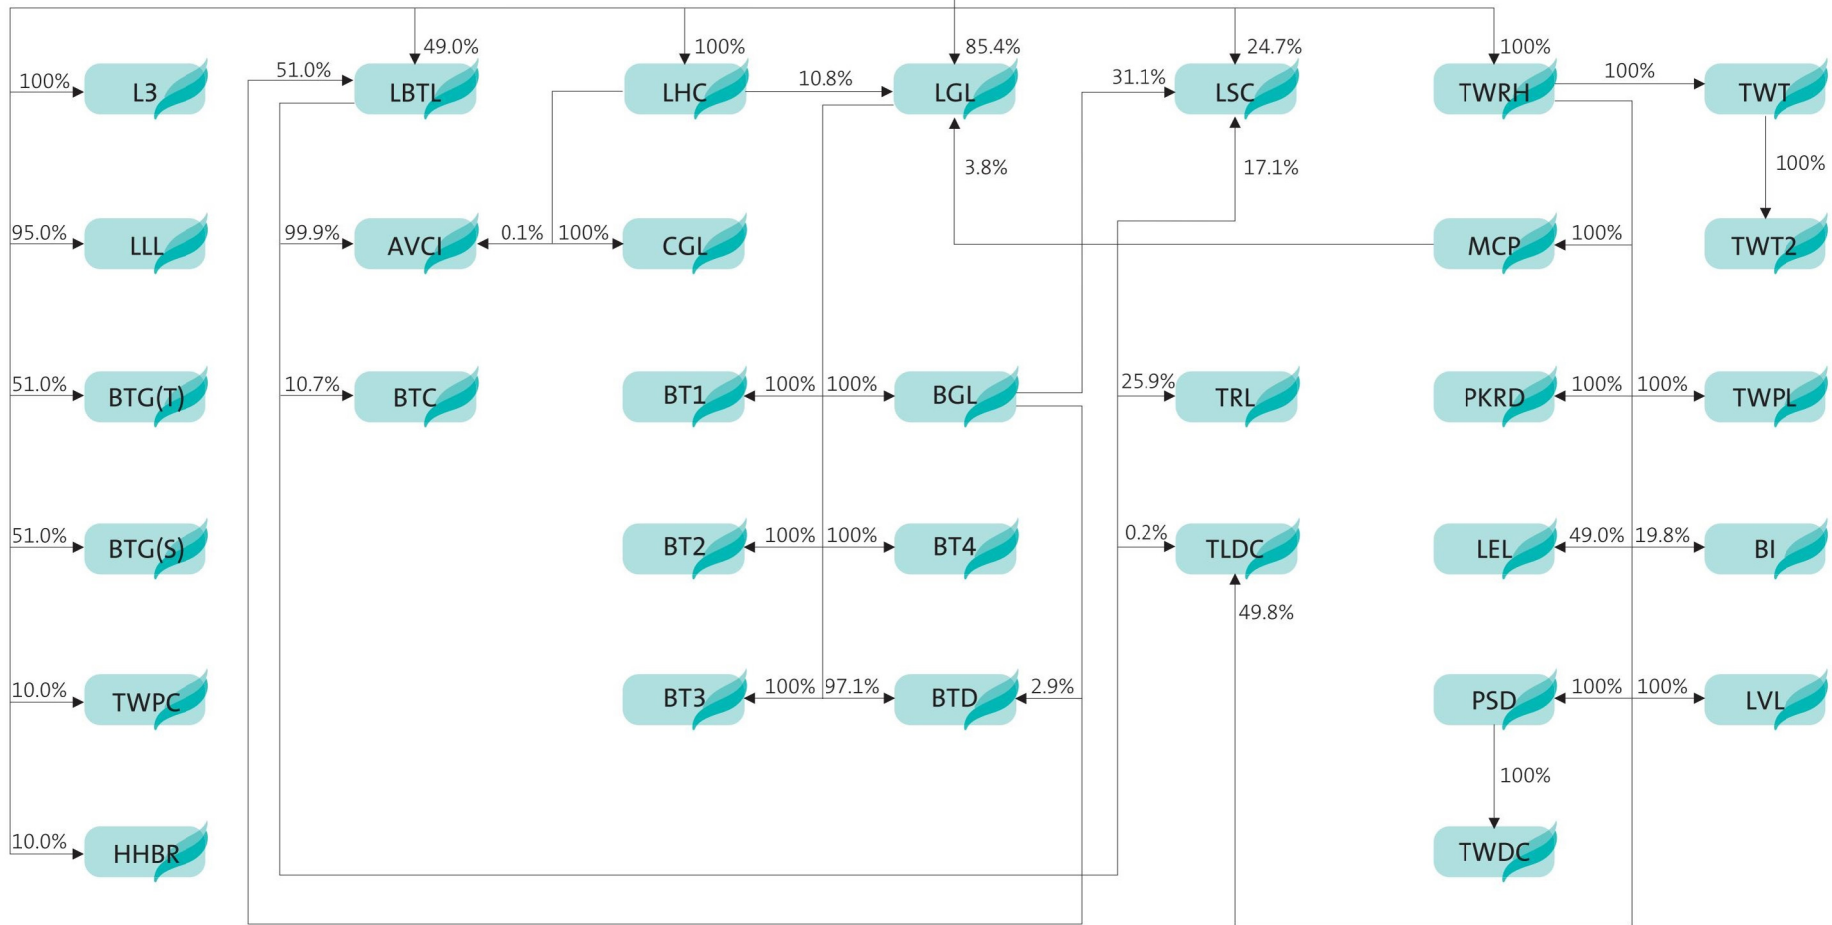 49.0% 100% 85.4% 24.7% 100%
100% L3 51.0% LBTL LHC 10.8% LGL 31.1% LSC TWRH 100% TWT
3.8% 17.1% 100%
95.0% LLL 99.9% AVCI 0.1% 100% CGL MCP 100% TWT2
51.0% BTG(T) 10.7% BTC BT1 100% 100% BGL 25.9% TRL PKRD 100% 100% TWPL
51.0% BTG(S) BT2 100% 100% BT4 0.2% TLDC LEL 49.0% 19.8% BI
49.8%
10.0% TWPC BT3 100% 97.1% BTD 2.9% PSD 100% 100% LVL
100%
10.0% HHBR TWDC